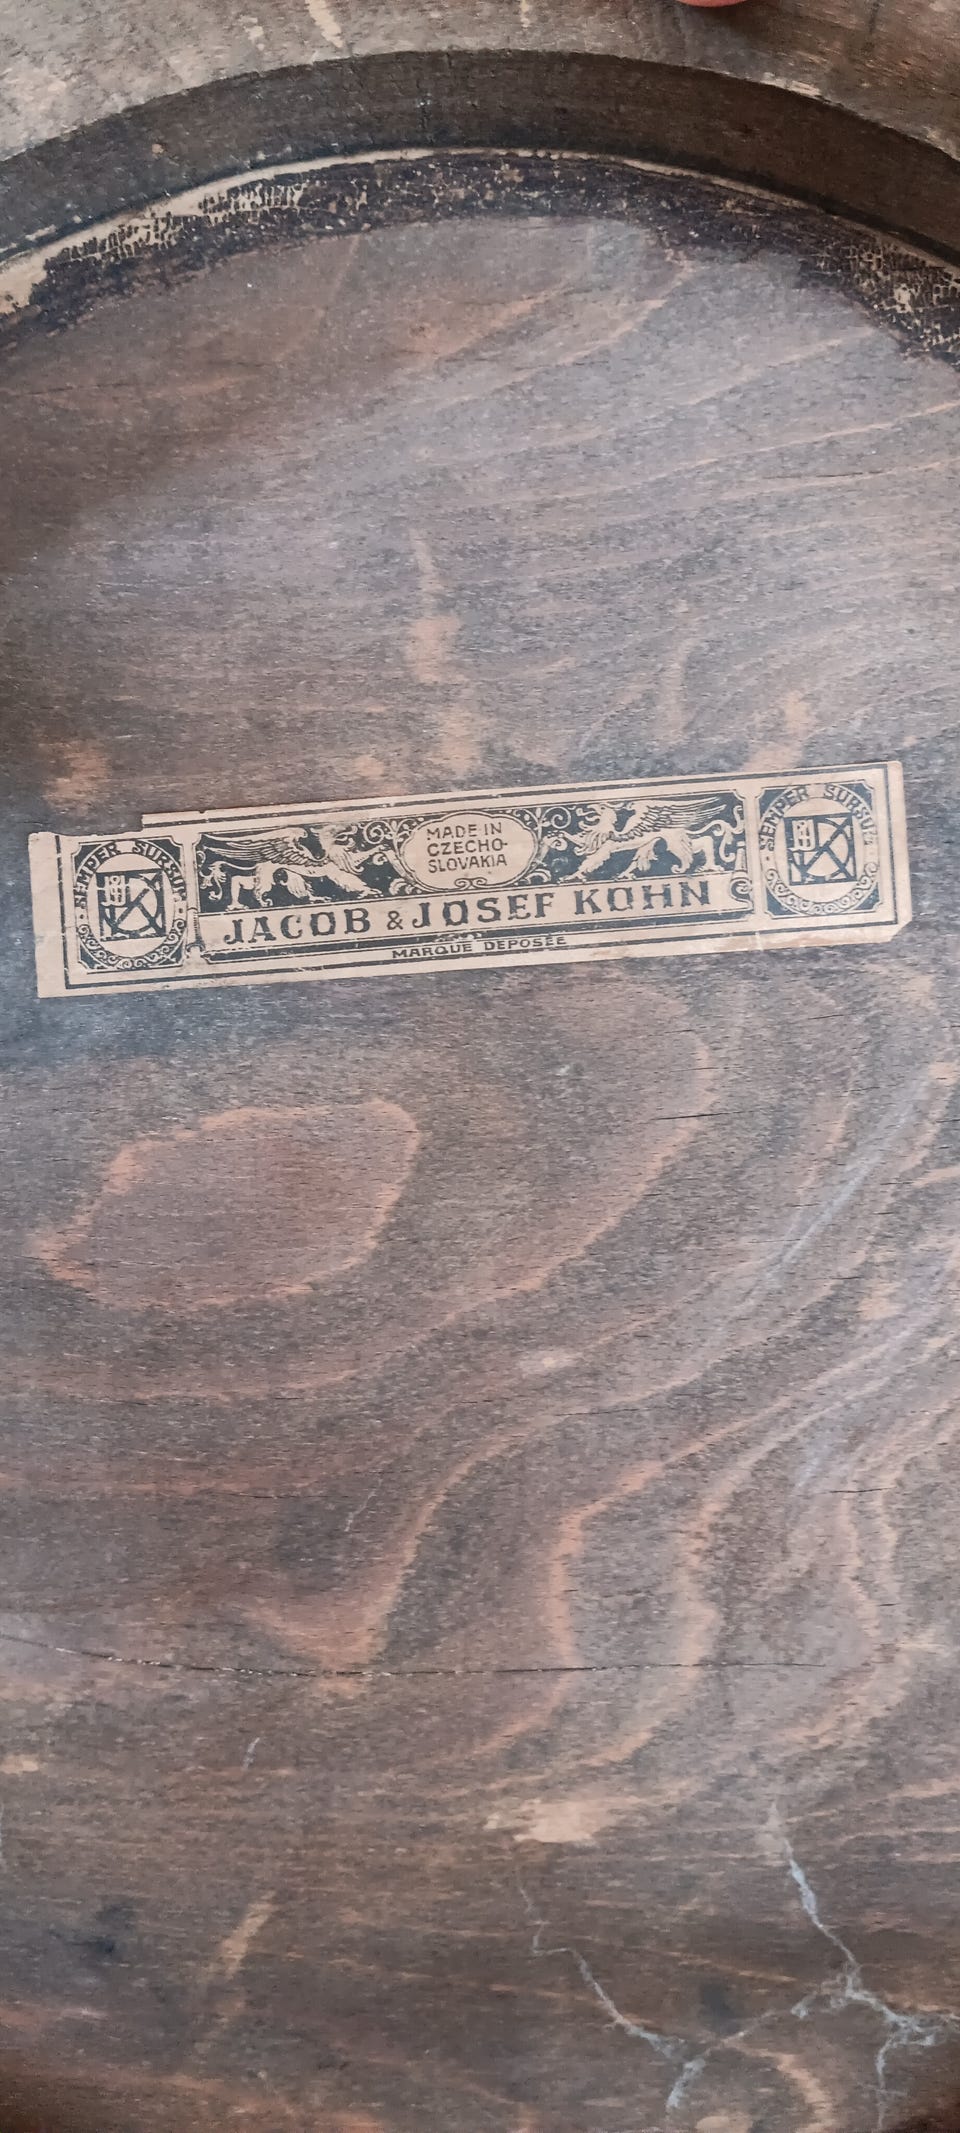 SEMPER SURSUM
MADE IN
CZECHO-
SLOVAKIA
JACOB & JOSEF KOHN
MARQUE DEPOSÉE
SEMPER SURSUM